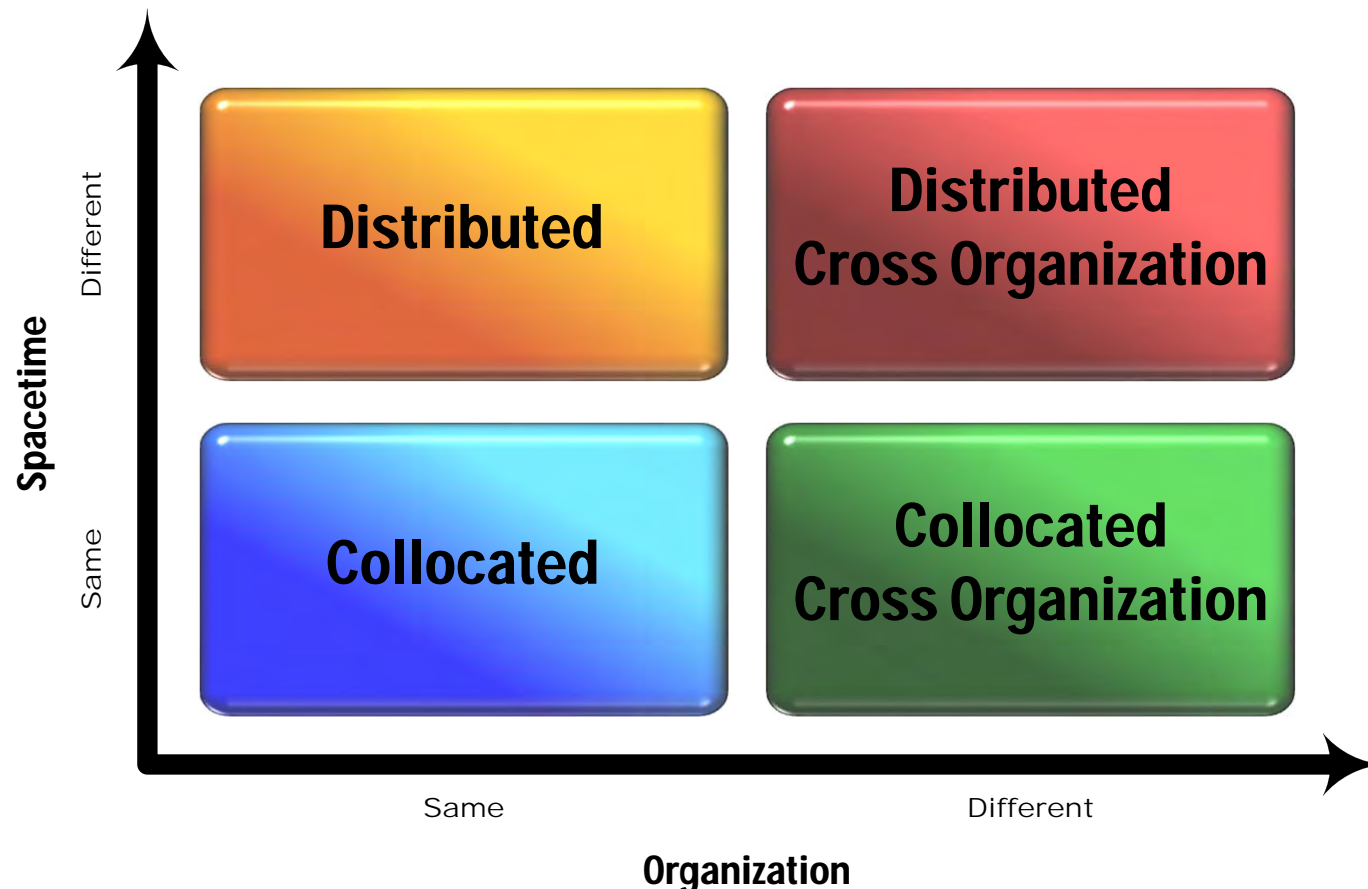 Spacetime
Different
Same
Distributed
Distributed
Cross Organization
Collocated
Collocated
Cross Organization
Same
Different
Organization